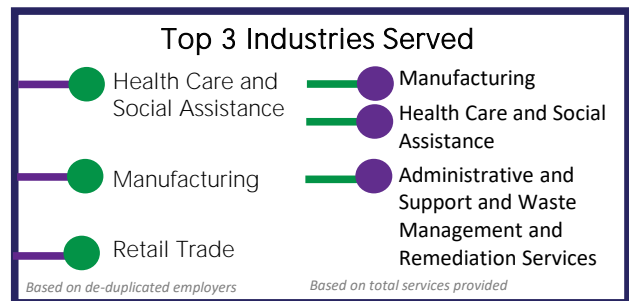 Top 3 Industries Served
Health Care and
Social Assistance
Manufacturing
Retail Trade
Based on de-duplicated employers
Manufacturing
Health Care and Social
Assistance
Administrative and
Support and Waste
Management and
Remediation Services
Based on total services provided